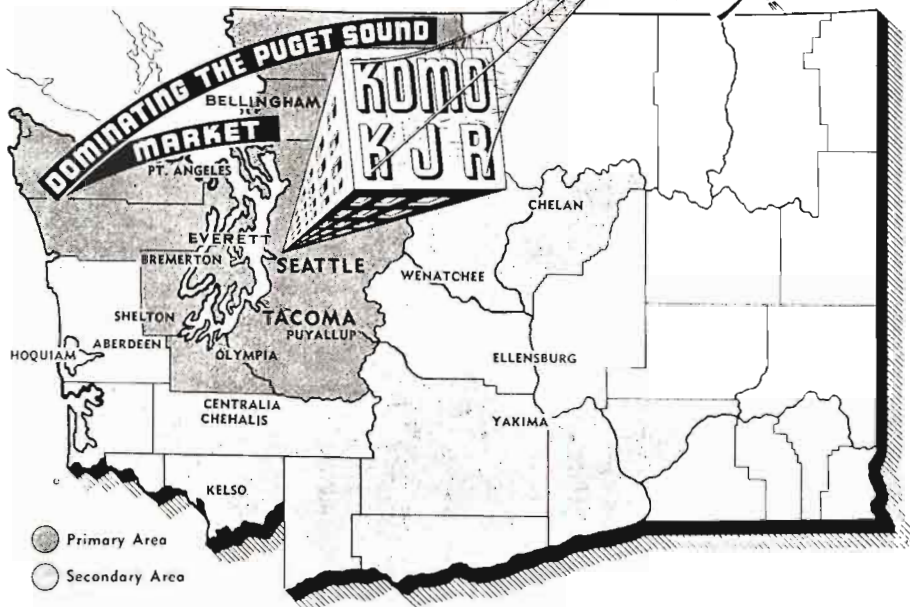 DOMINATING THE PUGET SOUND
MARKET
KOMO
KJR
BELLINGHAM
PT. ANGELES
CHELAN
EVERETT
BREMERTON
SEATTLE
WENATCHEE
SHELTON
TACOMA
PUYALLUP
HOQUIAM
ABERDEEN
OLYMPIA
ELLENSBURG
CENTRALIA
CHEHALIS
YAKIMA
KELSO
Primary Area
Secondary Area